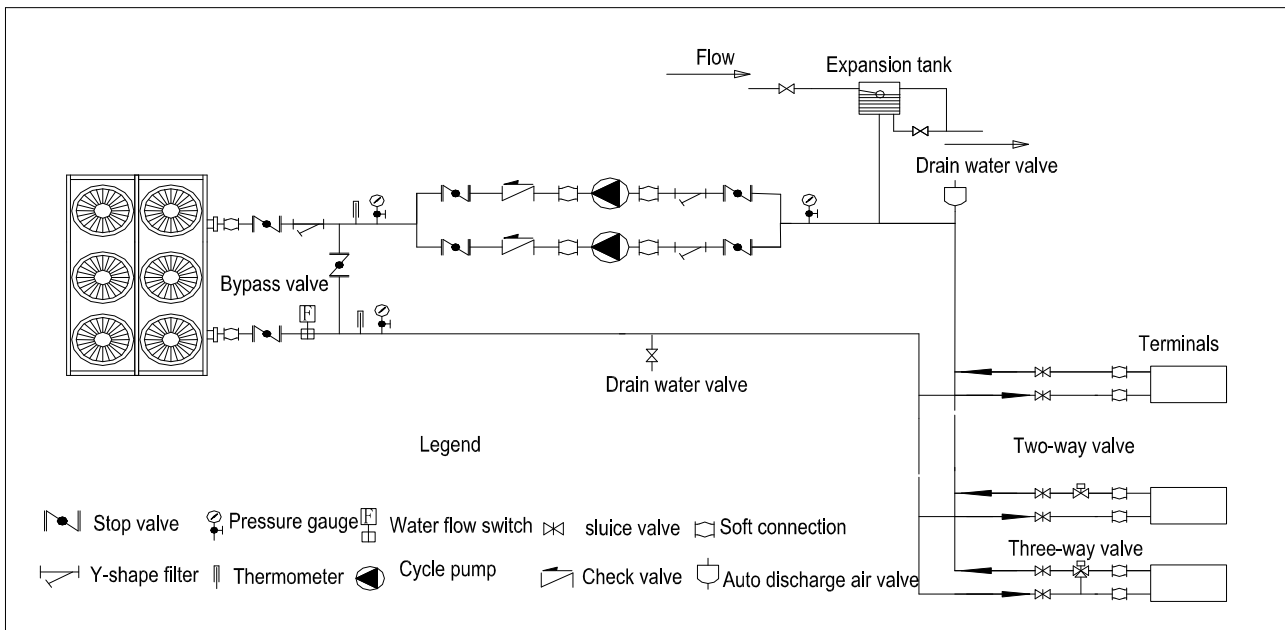 Flow
Expansion tank
Drain water valve
Bypass valve
F
Drain water valve
Terminals
Two-way valve
Three-way valve
Legend
Stop valve
Pressure gauge
F
Water flow switch
sluice valve
Soft connection
Y-shape filter
Thermometer
Cycle pump
Check valve
Auto discharge air valve